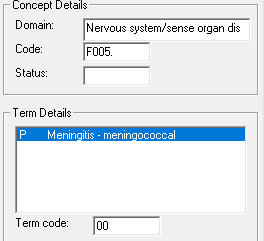 Concept Details
Domain: Nervous system/sense organ dis
Code: F005.
Status:
Term Details
P Meningitis - meningococcal
Term code: 00